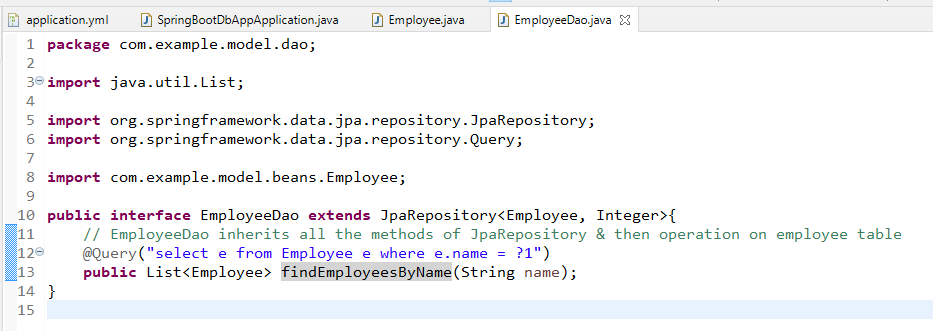 application.yml SpringBootDbAppApplication.java Employee.java EmployeeDao.java
1 package com.example.model.dao;
2
3 import java.util.List;
4
5 import org.springframework.data.jpa.repository.JpaRepository;
6 import org.springframework.data.jpa.repository.Query;
7
8 import com.example.model.beans.Employee;
9
10 public interface EmployeeDao extends JpaRepository<Employee, Integer>{
11 // EmployeeDao inherits all the methods of JpaRepository & then operation on employee table
12 @Query("select e from Employee e where e.name = ?1")
13 public List<Employee> findEmployeesByName(String name);
14 }
15